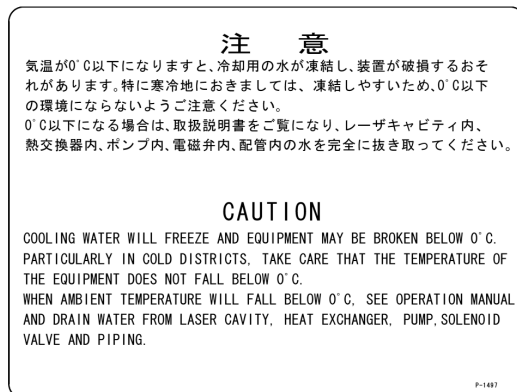 注　意
気温が0°C以下になりますと、冷却用の水が凍結し、装置が破損するおそ
れがあります。特に寒冷地におきましては、凍結しやすいため、0°C以下
の環境にならないようご注意ください。
0°C以下になる場合は、取扱説明書をご覧になり、レーザキャビティ内、
熱交換器内、ポンプ内、電磁弁内、配管内の水を完全に抜き取ってください。
CAUTION
COOLING WATER WILL FREEZE AND EQUIPMENT MAY BE BROKEN BELOW 0°C.
PARTICULARLY IN COLD DISTRICTS, TAKE CARE THAT THE TEMPERATURE OF
THE EQUIPMENT DOES NOT FALL BELOW 0°C.
WHEN AMBIENT TEMPERATURE WILL FALL BELOW 0°C, SEE OPERATION MANUAL
AND DRAIN WATER FROM LASER CAVITY, HEAT EXCHANGER, PUMP,SOLENOID
VALVE AND PIPING.
P-1497